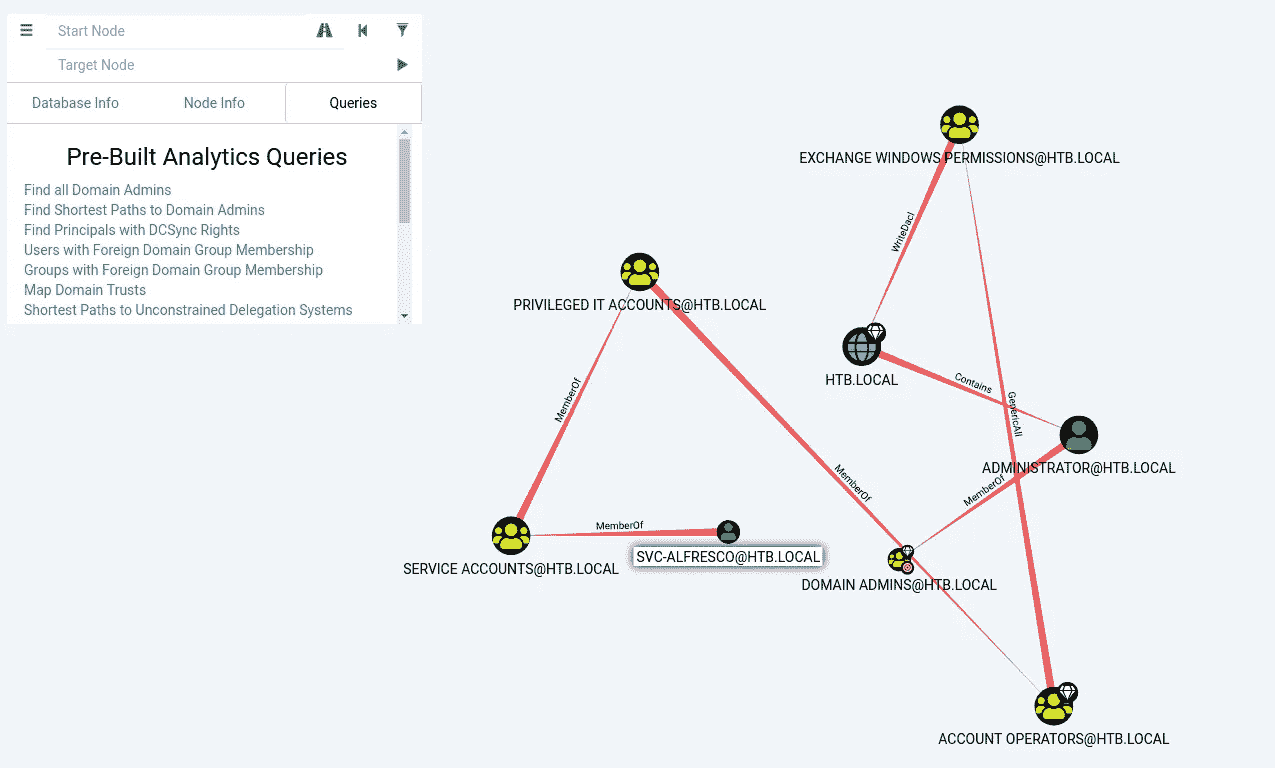 Start Node
Target Node
Database Info
Node Info
Queries
Pre-Built Analytics Queries
Find all Domain Admins
Find Shortest Paths to Domain Admins
Find Principals with DCSync Rights
Users with Foreign Domain Group Membership
Groups with Foreign Domain Group Membership
Map Domain Trusts
Shortest Paths to Unconstrained Delegation Systems
EXCHANGE WINDOWS PERMISSIONS@HTB.LOCAL
WriteDacl
PRIVILEGED IT ACCOUNTS@HTB.LOCAL
HTB.LOCAL
Contains
GenericAll
MemberOf
ADMINISTRATOR@HTB.LOCAL
MemberOf
MemberOf
MemberOf
SERVICE ACCOUNTS@HTB.LOCAL
SVC-ALFRESCO@HTB.LOCAL
DOMAIN ADMINS@HTB.LOCAL
ACCOUNT OPERATORS@HTB.LOCAL